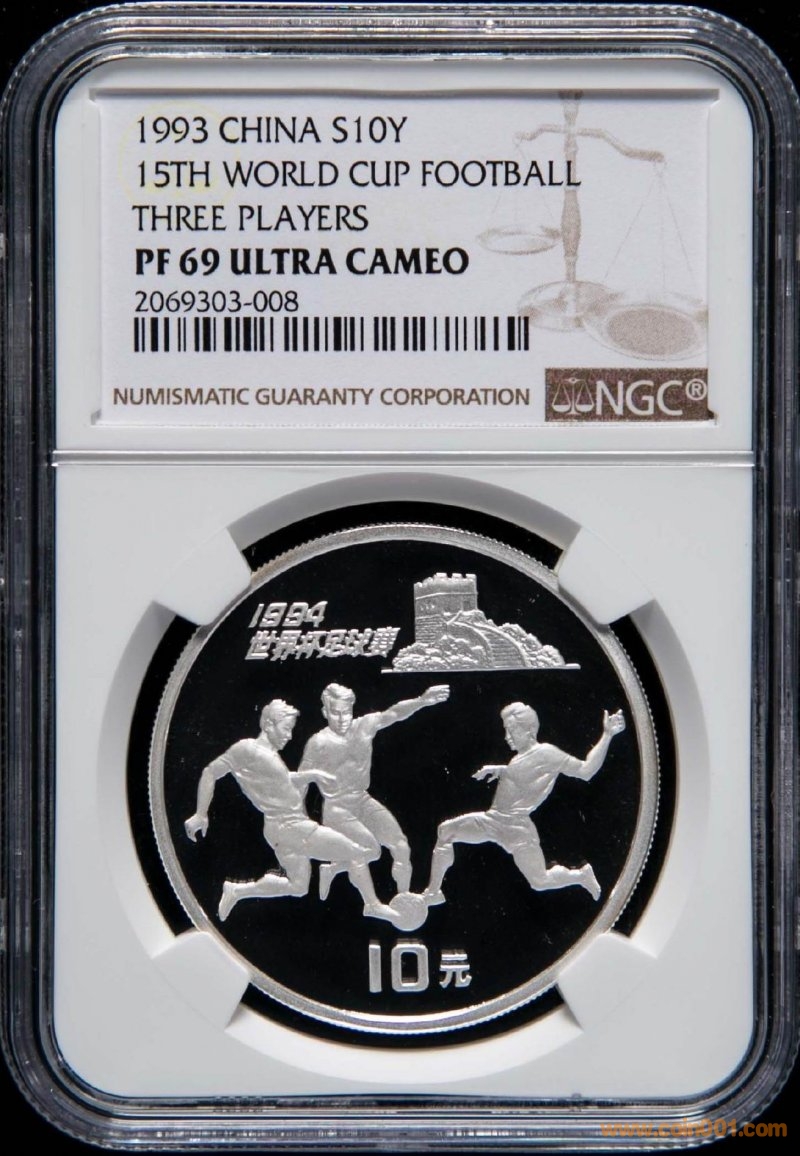 1993 CHINA S10Y
15TH WORLD CUP FOOTBALL
THREE PLAYERS
PF 69 ULTRA CAMEO
2069303-008
NUMISMATIC GUARANTY CORPORATION
NGC®
1994
世界杯足球赛
10元
www.coin001.com